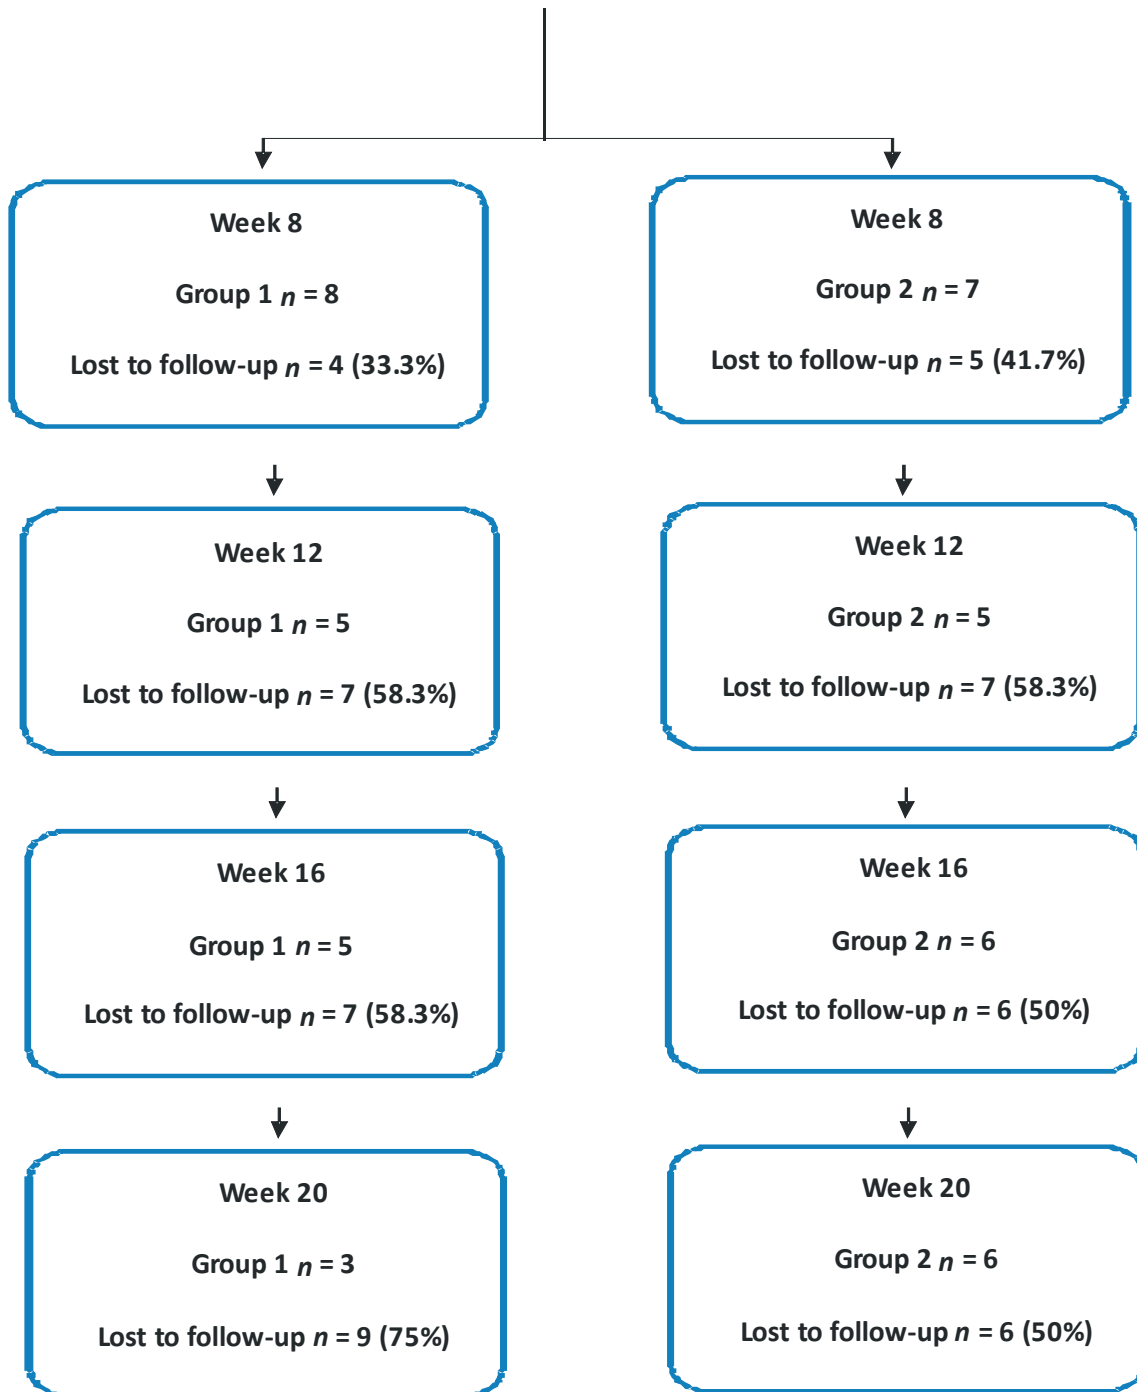 Week 8
Group 1 n = 8
Lost to follow-up n = 4 (33.3%)
Week 8
Group 2 n = 7
Lost to follow-up n = 5 (41.7%)
Week 12
Group 1 n = 5
Lost to follow-up n = 7 (58.3%)
Week 12
Group 2 n = 5
Lost to follow-up n = 7 (58.3%)
Week 16
Group 1 n = 5
Lost to follow-up n = 7 (58.3%)
Week 16
Group 2 n = 6
Lost to follow-up n = 6 (50%)
Week 20
Group 1 n = 3
Lost to follow-up n = 9 (75%)
Week 20
Group 2 n = 6
Lost to follow-up n = 6 (50%)